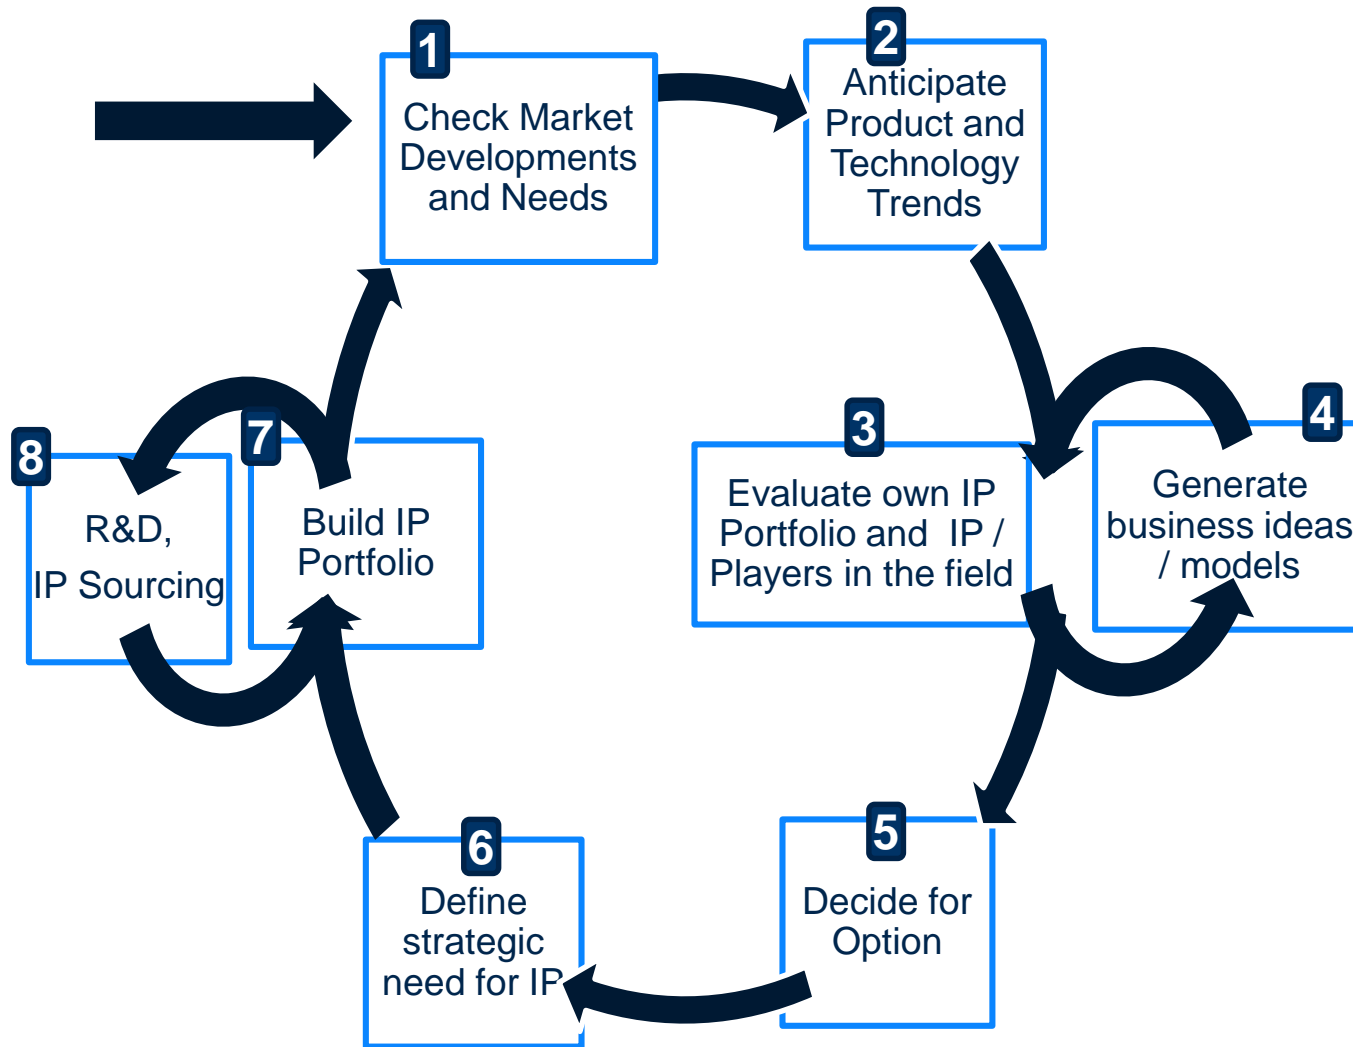 1
Check Market
Developments
and Needs
2
Anticipate
Product and
Technology
Trends
3
Evaluate own IP
Portfolio and IP /
Players in the field
4
Generate
business ideas
/ models
5
Decide for
Option
6
Define
strategic
need for IP
7
Build IP
Portfolio
8
R&D,
IP Sourcing